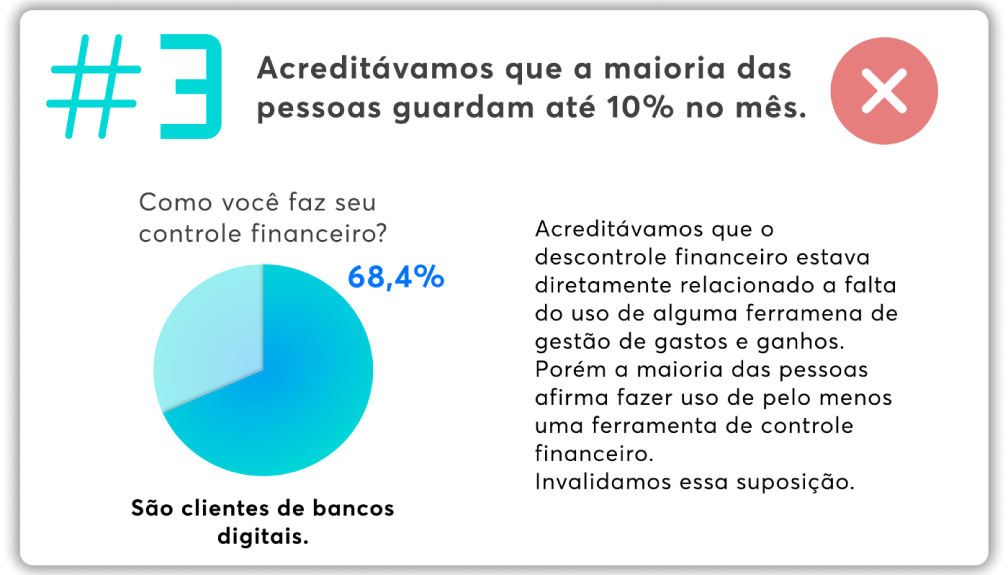 #3
Acreditávamos que a maioria das
pessoas guardam até 10% no mês.
Como você faz seu
controle financeiro?
68,4%
São clientes de bancos
digitais.
Acreditávamos que o
descontrole financeiro estava
diretamente relacionado a falta
do uso de alguma ferramena de
gestão de gastos e ganhos.
Porém a maioria das pessoas
afirma fazer uso de pelo menos
uma ferramenta de controle
financeiro.
Invalidamos essa suposição.